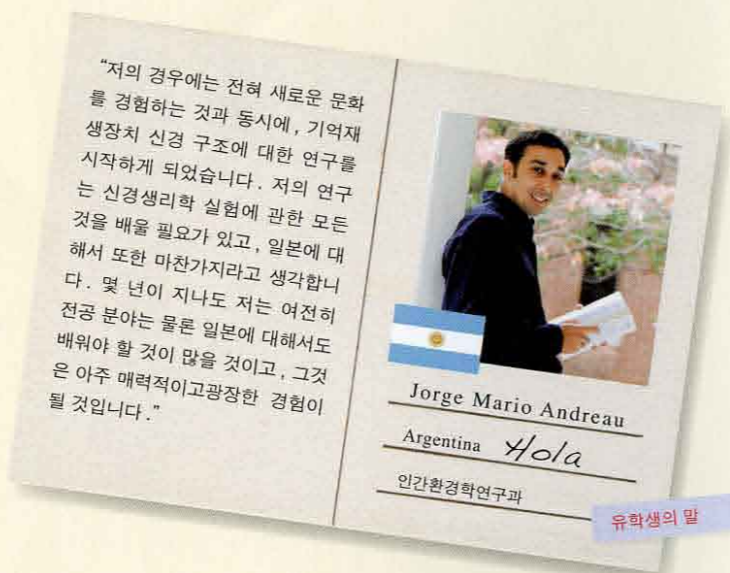 “저의 경우에는 전혀 새로운 문화
를 경험하는 것과 동시에, 기억재
생장치 신경 구조에 대한 연구를
시작하게 되었습니다. 저의 연구
는 신경생리학 실험에 관한 모든
것을 배울 필요가 있고, 일본에 대
해서 또한 마찬가지라고 생각합니
다. 몇 년이 지나도 저는 여전히
전공 분야는 물론 일본에 대해서도
배워야 할 것이 많을 것이고, 그것
은 아주 매력적이고광장한 경험이
될 것입니다.”
Jorge Mario Andreau
Argentina Hola
인간환경학연구과
유학생의 말